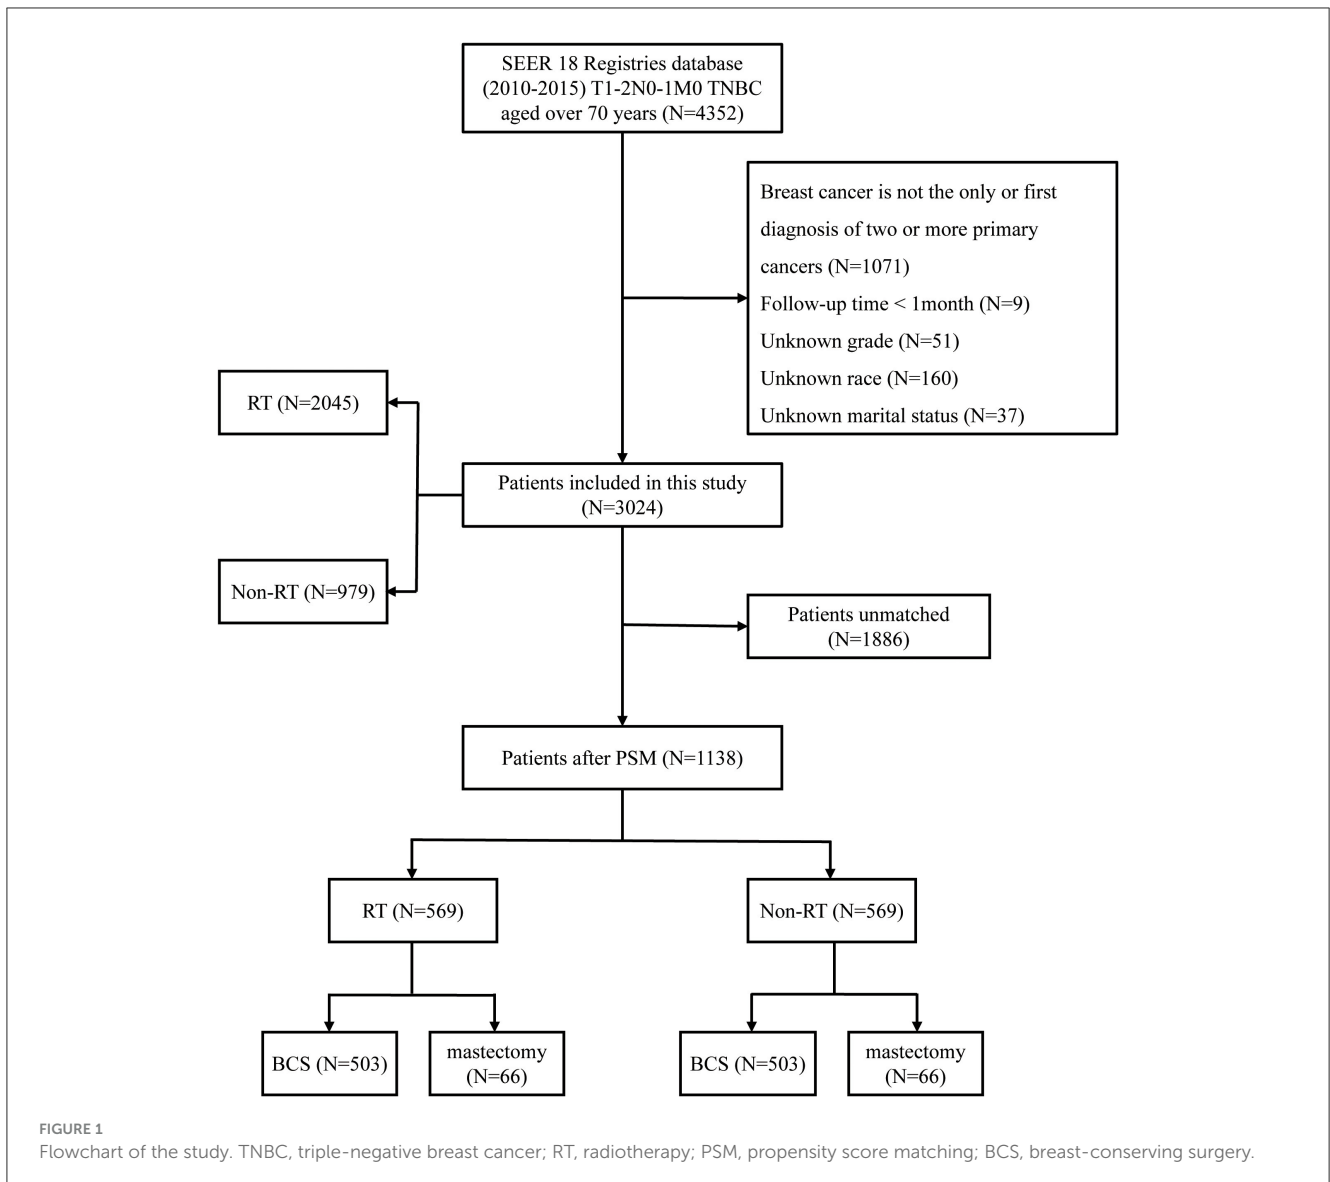 SEER 18 Registries database
(2010-2015) T1-2N0-1M0 TNBC
aged over 70 years (N=4352)
Breast cancer is not the only or first
diagnosis of two or more primary
cancers (N=1071)
Follow-up time < 1month (N=9)
Unknown grade (N=51)
Unknown race (N=160)
Unknown marital status (N=37)
RT (N=2045)
Patients included in this study
(N=3024)
Non-RT (N=979)
Patients unmatched
(N=1886)
Patients after PSM (N=1138)
RT (N=569)
Non-RT (N=569)
BCS (N=503)
mastectomy
(N=66)
BCS (N=503)
mastectomy
(N=66)
FIGURE 1
Flowchart of the study. TNBC, triple-negative breast cancer; RT, radiotherapy; PSM, propensity score matching; BCS, breast-conserving surgery.